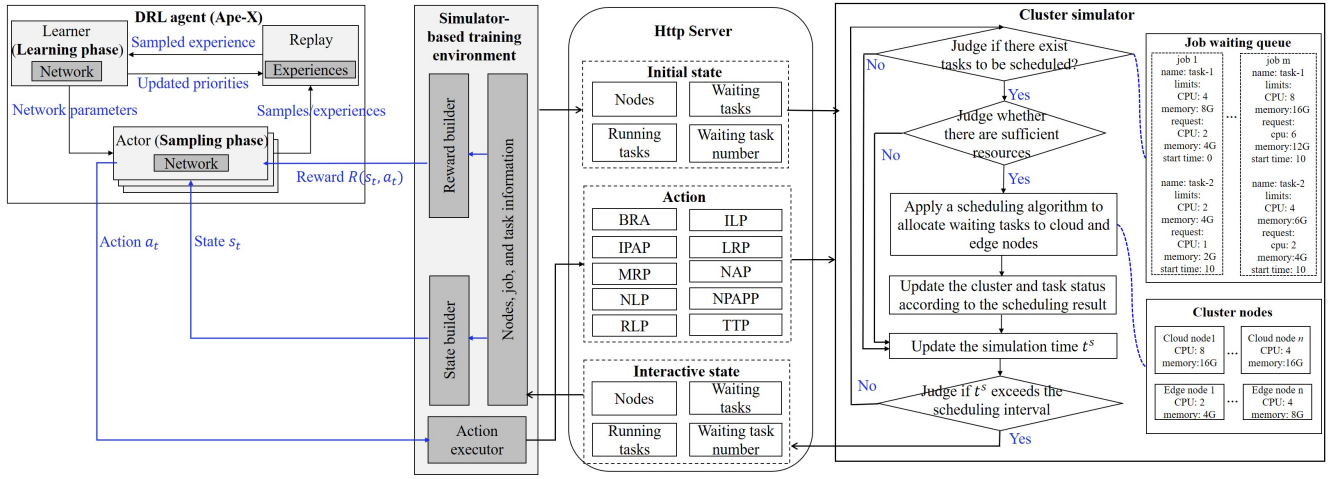 DRL agent (Ape-X)
Learner
(Learning phase)
Network
Sampled experience
Updated priorities
Replay
Experiences
Network parameters
Samples/experiences
Actor (Sampling phase)
Network
Reward R(s_t, a_t)
Action a_t
State s_t
Simulator-
based training
environment
Reward builder
State builder
Nodes, job, and task information
Action
executor
Http Server
Initial state
Nodes
Waiting
tasks
Running
tasks
Waiting task
number
Action
BRA
ILP
IPAP
LRP
MRP
NAP
NLP
NPAPP
RLP
TTP
Interactive state
Nodes
Waiting
tasks
Running
tasks
Waiting task
number
Cluster simulator
Judge if there exist
tasks to be scheduled?
No
Yes
Judge whether
there are sufficient
resources
No
Yes
Apply a scheduling algorithm to
allocate waiting tasks to cloud and
edge nodes
Update the cluster and task status
according to the scheduling result
Update the simulation time t^s
No
Judge if t^s exceeds the
scheduling interval
Yes
Job waiting queue
job 1
name: task-1
limits:
CPU: 4
memory: 8G
request:
CPU: 2
memory: 4G
start time: 0
name: task-2
limits:
CPU: 2
memory: 4G
request:
CPU: 1
memory: 2G
start time: 10
...
job m
name: task-1
limits:
CPU: 8
memory:16G
request:
cpu: 6
memory:12G
start time: 10
name: task-2
limits:
CPU: 4
memory:6G
request:
cpu: 2
memory:4G
start time: 10
Cluster nodes
Cloud node1
CPU: 8
memory:16G
...
Cloud node n
CPU: 4
memory:16G
Edge node 1
CPU: 2
memory: 4G
...
Edge node n
CPU: 4
memory: 8G